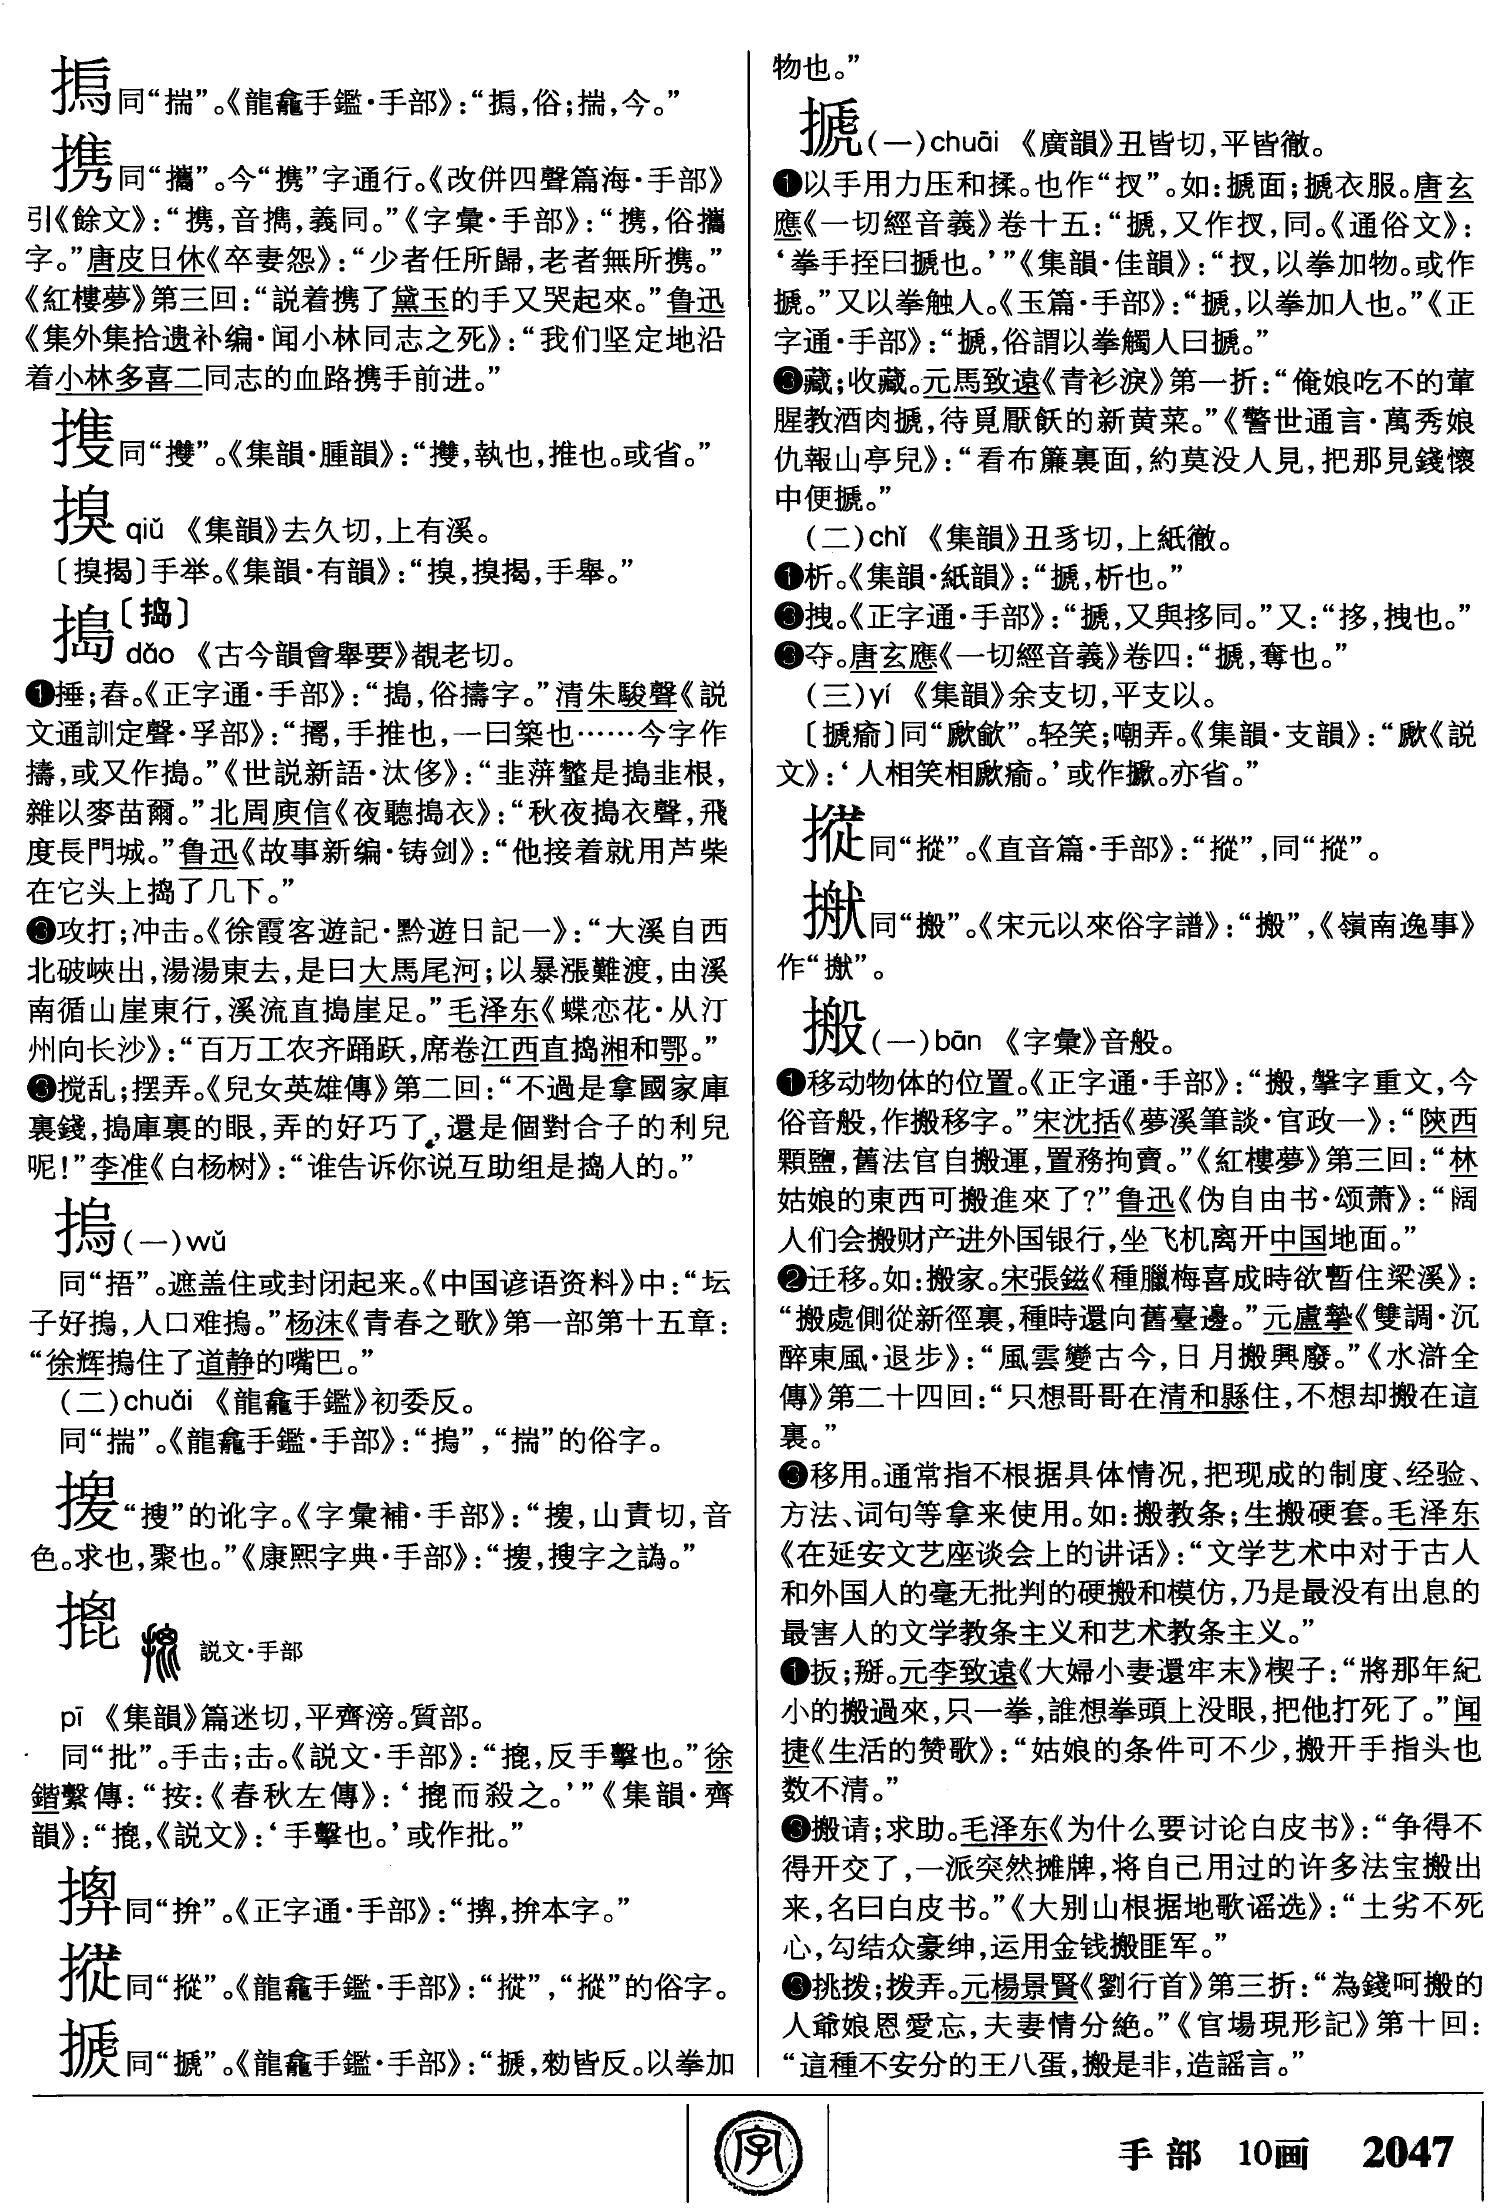 同“揣”。《龍龕手鑑·手部》：“𢱢，俗；揣，今。”
携同“攜”。今“携”字通行。《改併四聲篇海·手部》
引《餘文》：“携，音擕，義同。”《字彙·手部》：“携，俗攜
字。”唐皮日休《卒妻怨》：“少者任所歸，老者無所携。”
《紅樓夢》第三回：“説着携了黛玉的手又哭起來。”鲁迅
《集外集拾遗补编·闻小林同志之死》：“我们坚定地沿
着小林多喜二同志的血路携手前进。”
同“㩳”。《集韻·腫韻》：“㩳，執也，推也。或省。”
搝 qiǔ 《集韻》去久切，上有溪。
〔搝揭〕手举。《集韻·有韻》：“搝，搝揭，手舉。”
搗〔捣〕
dǎo 《古今韻會舉要》覩老切。
❶捶；舂。《正字通·手部》：“搗，俗擣字。”清朱駿聲《説
文通訓定聲·孚部》：“㨶，手推也，一曰築也……今字作
擣，或又作搗。”《世説新語·汰侈》：“韭蓱虀是搗韭根，
雜以麥苗爾。”北周庾信《夜聽搗衣》：“秋夜搗衣聲，飛
度長門城。”鲁迅《故事新编·铸剑》：“他接着就用芦柴
在它头上捣了几下。”
❷攻打；冲击。《徐霞客遊記·黔遊日記一》：“大溪自西
北破峽出，湯湯東去，是曰大馬尾河；以暴漲難渡，由溪
南循山崖東行，溪流直搗崖足。”毛泽东《蝶恋花·从汀
州向长沙》：“百万工农齐踊跃，席卷江西直捣湘和鄂。”
❸搅乱；摆弄。《兒女英雄傳》第二回：“不過是拿國家庫
裏錢，搗庫裏的眼，弄的好巧了，還是個對合子的利兒
呢！”李准《白杨树》：“谁告诉你说互助组是捣人的。”
摀(一)wǔ
同“捂”。遮盖住或封闭起来。《中国谚语资料》中：“坛
子好摀，人口难摀。”杨沫《青春之歌》第一部第十五章：
“徐辉摀住了道静的嘴巴。”
(二)chuǎi 《龍龕手鑑》初委反。
同“揣”。《龍龕手鑑·手部》：“摀”，“揣”的俗字。
“搜”的讹字。《字彙補·手部》：“㨙，山責切，音
色。求也，聚也。”《康熙字典·手部》：“㨙，搜字之譌。”
㨽 説文·手部
pī 《集韻》篇迷切，平齊滂。質部。
同“批”。手击；击。《説文·手部》：“㨽，反手擊也。”徐
鍇繫傳：“按：《春秋左傳》：‘㨽而殺之。’”《集韻·齊
韻》：“㨽，《説文》：‘手擊也。’或作批。”
同“拚”。《正字通·手部》：“㨹，拚本字。”
同“摐”。《龍龕手鑑·手部》：“㧐”，“摐”的俗字。
同“搋”。《龍龕手鑑·手部》：“搋，勑皆反。以拳加
物也。”
搋(一)chuāi 《廣韻》丑皆切，平皆徹。
❶以手用力压和揉。也作“扠”。如：搋面；搋衣服。唐玄
應《一切經音義》卷十五：“搋，又作扠，同。《通俗文》：
‘拳手挃曰搋也。’”《集韻·佳韻》：“扠，以拳加物。或作
搋。”又以拳触人。《玉篇·手部》：“搋，以拳加人也。”《正
字通·手部》：“搋，俗謂以拳觸人曰搋。”
❷藏；收藏。元馬致遠《青衫淚》第一折：“俺娘吃不的葷
腥教酒肉搋，待覓厭飫的新黄菜。”《警世通言·萬秀娘
仇報山亭兒》：“看布簾裏面，約莫没人見，把那見錢懷
中便搋。”
(二)chǐ 《集韻》丑豸切，上紙徹。
❶析。《集韻·紙韻》：“搋，析也。”
❷拽。《正字通·手部》：“搋，又與拸同。”又：“拸，拽也。”
❸夺。唐玄應《一切經音義》卷四：“搋，奪也。”
(三)yí 《集韻》余支切，平支以。
〔搋歈〕同“歋歈”。轻笑；嘲弄。《集韻·支韻》：“歋《説
文》：‘人相笑相歋瘉。’或作擨。亦省。”
同“摐”。《直音篇·手部》：“摐”，同“摐”。
同“搬”。《宋元以來俗字譜》：“搬”，《嶺南逸事》
作“㨿”。
搬(一)bān 《字彙》音般。
❶移动物体的位置。《正字通·手部》：“搬，擊字重文，今
俗音般，作搬移字。”宋沈括《夢溪筆談·官政一》：“陝西
顆鹽，舊法官自搬運，置務拘賣。”《紅樓夢》第三回：“林
姑娘的東西可搬進來了？”鲁迅《伪自由书·颂萧》：“阔
人们会搬财产进外国银行，坐飞机离开中国地面。”
❷迁移。如：搬家。宋張鎡《種臘梅喜成時欲暫住梁溪》：
“搬處側從新徑裏，種時還向舊臺邊。”元盧摯《雙調·沉
醉東風·退步》：“風雲變古今，日月搬興廢。”《水滸全
傳》第二十四回：“只想哥哥在清和縣住，不想却搬在這
裏。”
❸移用。通常指不根据具体情况，把现成的制度、经验、
方法、词句等拿来使用。如：搬教条；生搬硬套。毛泽东
《在延安文艺座谈会上的讲话》：“文学艺术中对于古人
和外国人的毫无批判的硬搬和模仿，乃是最没有出息的
最害人的文学教条主义和艺术教条主义。”
❹扳；掰。元李致遠《大婦小妻還牢末》楔子：“將那年紀
小的搬過來，只一拳，誰想拳頭上没眼，把他打死了。”闻
捷《生活的赞歌》：“姑娘的条件可不少，搬开手指头也
数不清。”
❺搬请；求助。毛泽东《为什么要讨论白皮书》：“争得不
得开交了，一派突然摊牌，将自己用过的许多法宝搬出
来，名曰白皮书。”《大别山根据地歌谣选》：“土劣不死
心，勾结众豪绅，运用金钱搬匪军。”
❻挑拨；拨弄。元楊景賢《劉行首》第三折：“為錢呵搬的
人爺娘恩愛忘，夫妻情分絶。”《官場現形記》第十回：
“這種不安分的王八蛋，搬是非，造謡言。”
字
手部 10画 2047